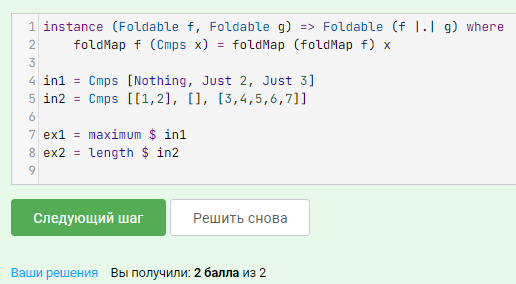 1 instance (Foldable f, Foldable g) => Foldable (f |.| g) where
2     foldMap f (Cmps x) = foldMap (foldMap f) x
3
4 in1 = Cmps [Nothing, Just 2, Just 3]
5 in2 = Cmps [[1,2], [], [3,4,5,6,7]]
6
7 ex1 = maximum $ in1
8 ex2 = length $ in2
9
Следующий шаг Решить снова
Ваши решения Вы получили: 2 балла из 2